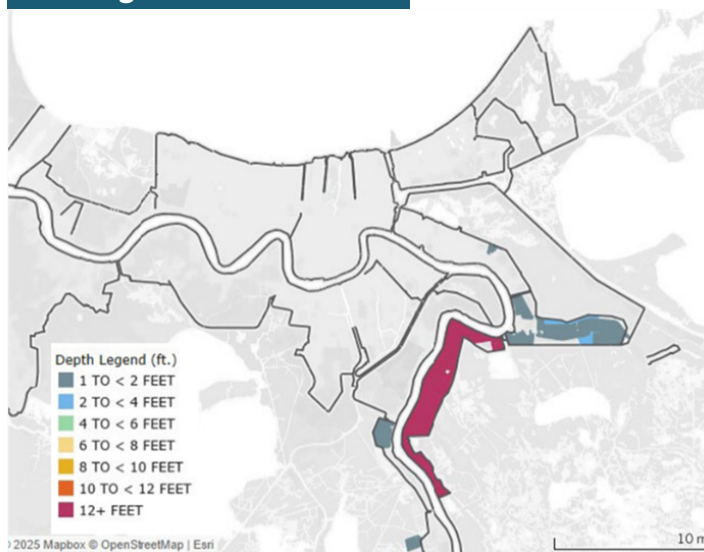 Depth Legend (ft.)
1 TO < 2 FEET
2 TO < 4 FEET
4 TO < 6 FEET
6 TO < 8 FEET
8 TO < 10 FEET
10 TO < 12 FEET
12+ FEET
2025 Mapbox © OpenStreetMap | Esri
10 m